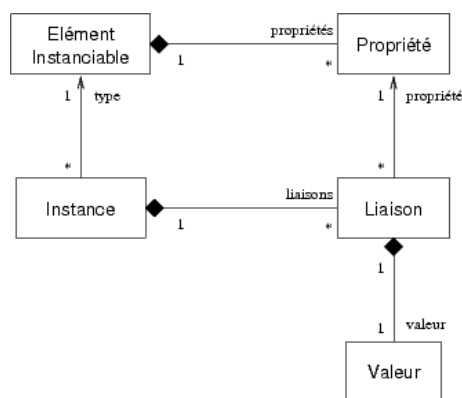 Elément
Instanciable
propriétés
1
*
Propriété
1
type
1
propriété
*
*
Instance
liaisons
1
*
Liaison
1
1
valeur
Valeur